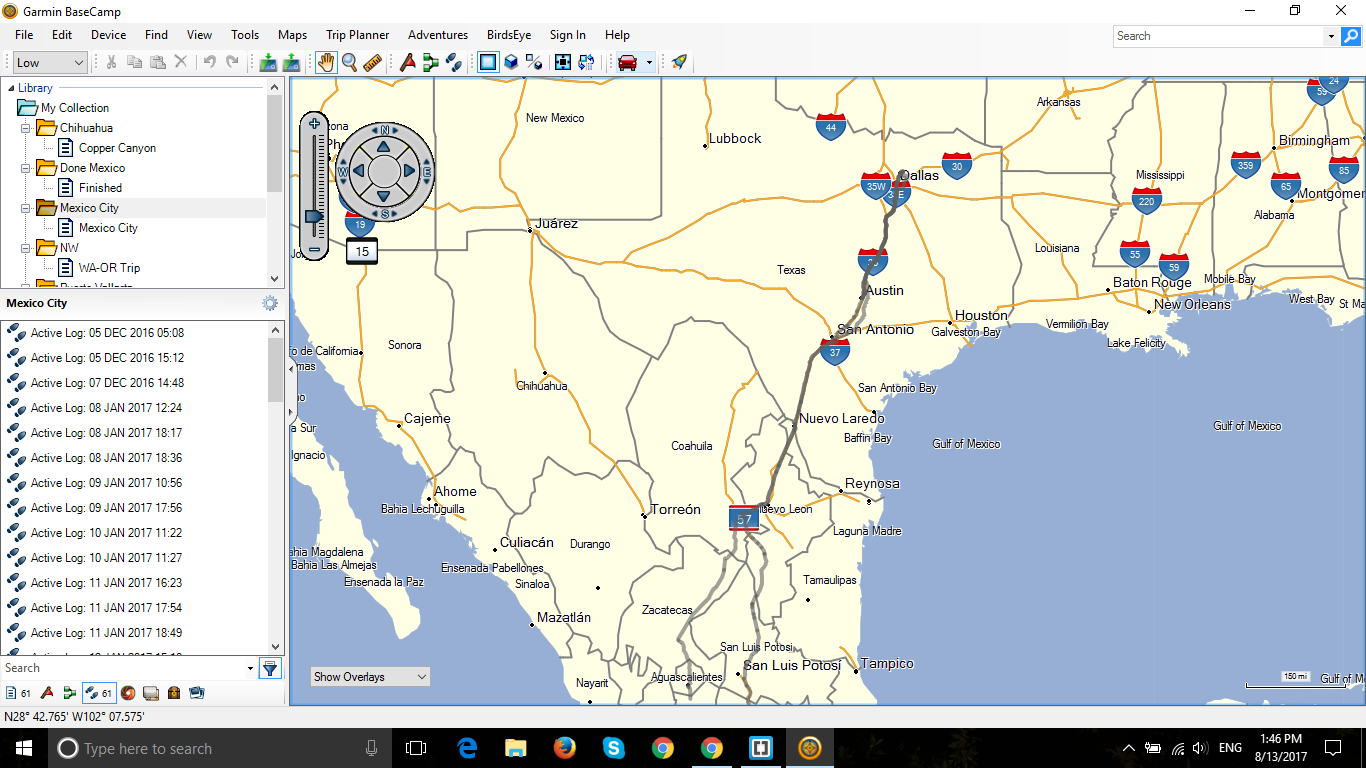 Garmin BaseCamp
File Edit Device Find View Tools Maps Trip Planner Adventures BirdsEye Sign In Help
Search
Low
Library
My Collection
Chihuahua
Copper Canyon
Done Mexico
Finished
Mexico City
Mexico City
NW
WA-OR Trip
Mexico City
Active Log: 05 DEC 2016 05:08
Active Log: 05 DEC 2016 15:12
Active Log: 07 DEC 2016 14:48
Active Log: 08 JAN 2017 12:24
Active Log: 08 JAN 2017 18:17
Active Log: 08 JAN 2017 18:36
Active Log: 09 JAN 2017 10:56
Active Log: 09 JAN 2017 17:56
Active Log: 10 JAN 2017 11:22
Active Log: 10 JAN 2017 11:27
Active Log: 11 JAN 2017 16:23
Active Log: 11 JAN 2017 17:54
Active Log: 11 JAN 2017 18:49
Search
61 61
N28° 42.765' W102° 07.575'
N
W E
S
19
15
New Mexico
Lubbock
44
Arkansas
59
24
Birmingham
359
85
65
Montgomer
Alabama
Mississippi
220
30
Dallas
35W
Juárez
Texas
Louisiana
55
59
Baton Rouge
Mobile Bay
New Orleans
West Bay
St Ma
Austin
Houston
Galveston Bay
Vermilion Bay
Lake Felicity
San Antonio
37
ro de California
mas
Sonora
Chihuahua
San Antonio Bay
a Sur
Ignacio
Cajeme
Nuevo Laredo
Baffin Bay
Gulf of Mexico
Gulf of Mexico
Coahuila
Ahome
Bahia Lechuguilla
Reynosa
Torreón
57
uevo Leon
Laguna Madre
Culiacán
Durango
ahia Magdalena
Bahia Las Almejas
Ensenada la Paz
Ensenada Pabellones
Sinaloa
Tamaulipas
Mazatlán
Zacatecas
San Luis Potosi
San Luis Potosí
Tampico
Aguascalientes
Nayarit
Show Overlays
150 mi
Gulf of M
Type here to search
ENG
1:46 PM
8/13/2017